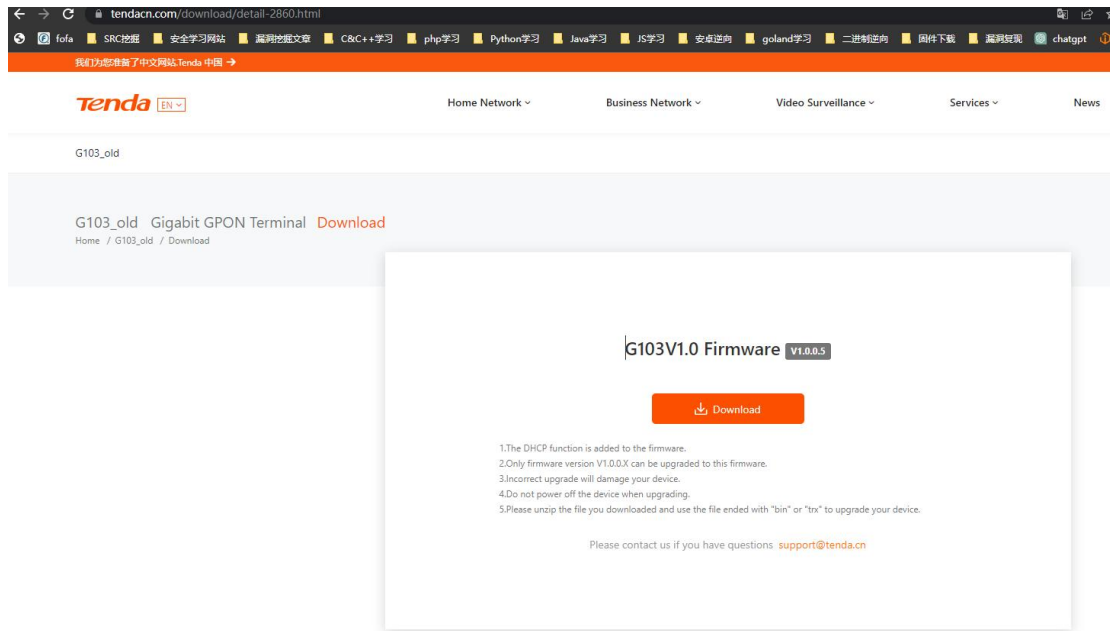 tendacn.com/download/detail-2860.html
fofa SRC挖掘 安全学习网站 漏洞挖掘文章 C&C++学习 php学习 Python学习 Java学习 JS学习 安卓逆向 goland学习 二进制逆向 固件下载 漏洞复现 chatgpt
我们为您准备了中文网站Tenda 中国 →
Tenda EN Home Network Business Network Video Surveillance Services News
G103_old
G103_old Gigabit GPON Terminal Download
Home / G103_old / Download
G103V1.0 Firmware V1.0.0.5
Download
1.The DHCP function is added to the firmware.
2.Only firmware version V1.0.0.X can be upgraded to this firmware.
3.Incorrect upgrade will damage your device.
4.Do not power off the device when upgrading.
5.Please unzip the file you downloaded and use the file ended with "bin" or "trx" to upgrade your device.
Please contact us if you have questions support@tenda.cn